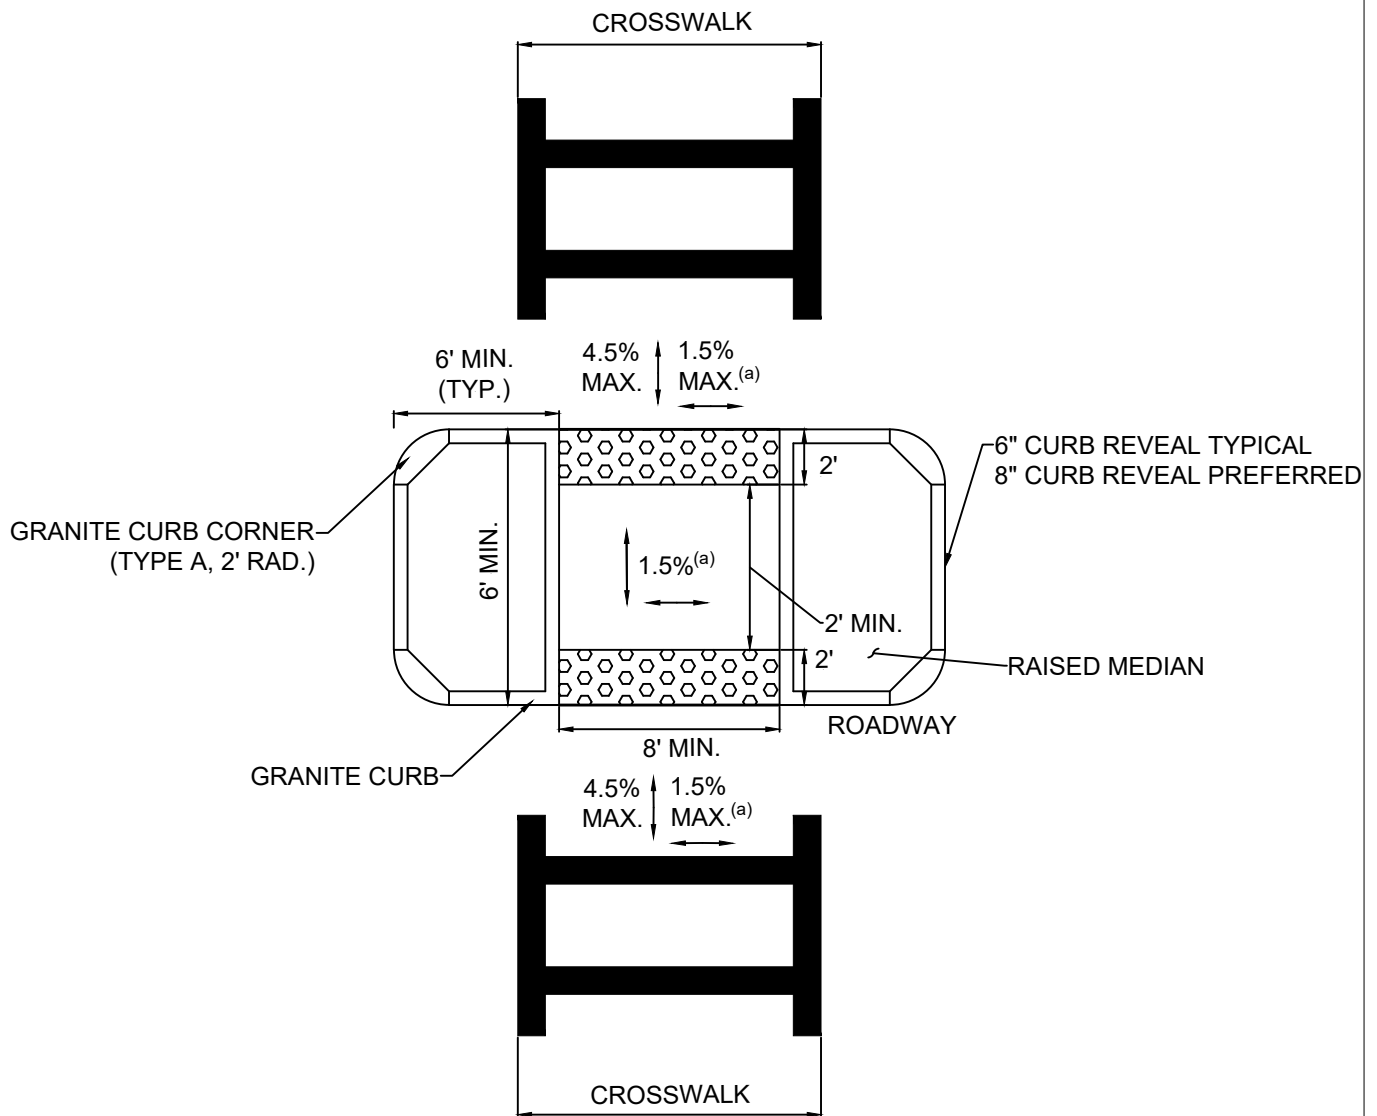 CROSSWALK
6' MIN.
(TYP.)
4.5%
MAX.
1.5%
MAX.(a)
2'
6" CURB REVEAL TYPICAL
8" CURB REVEAL PREFERRED
GRANITE CURB CORNER
(TYPE A, 2' RAD.)
6' MIN.
1.5%(a)
2' MIN.
2'
RAISED MEDIAN
ROADWAY
8' MIN.
GRANITE CURB
4.5%
MAX.
1.5%
MAX.(a)
CROSSWALK